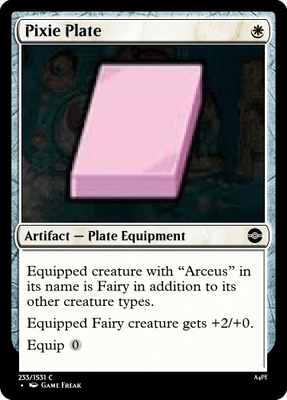 Pixie Plate
Artifact — Plate Equipment
Equipped creature with “Arceus” in
its name is Fairy in addition to its
other creature types.
Equipped Fairy creature gets +2/+0.
Equip 0
233/1531 C
A4PE
• Game Freak